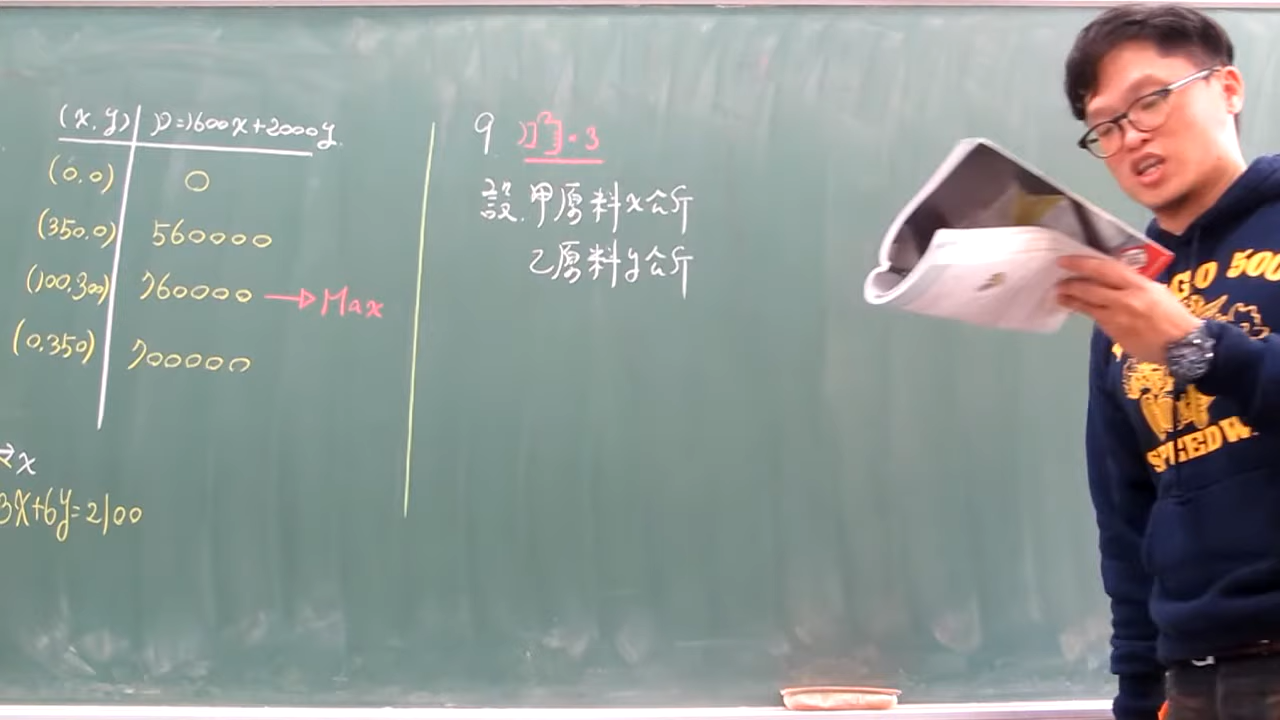 (x,y) P=1600x+2000y
(0,0) 0
(350,0) 560000
(100,300) 760000 → Max
(0,350) 700000
x
3x+6y=2100
9
設 甲原料x公斤
乙原料y公斤
GO 500
SPEEDW